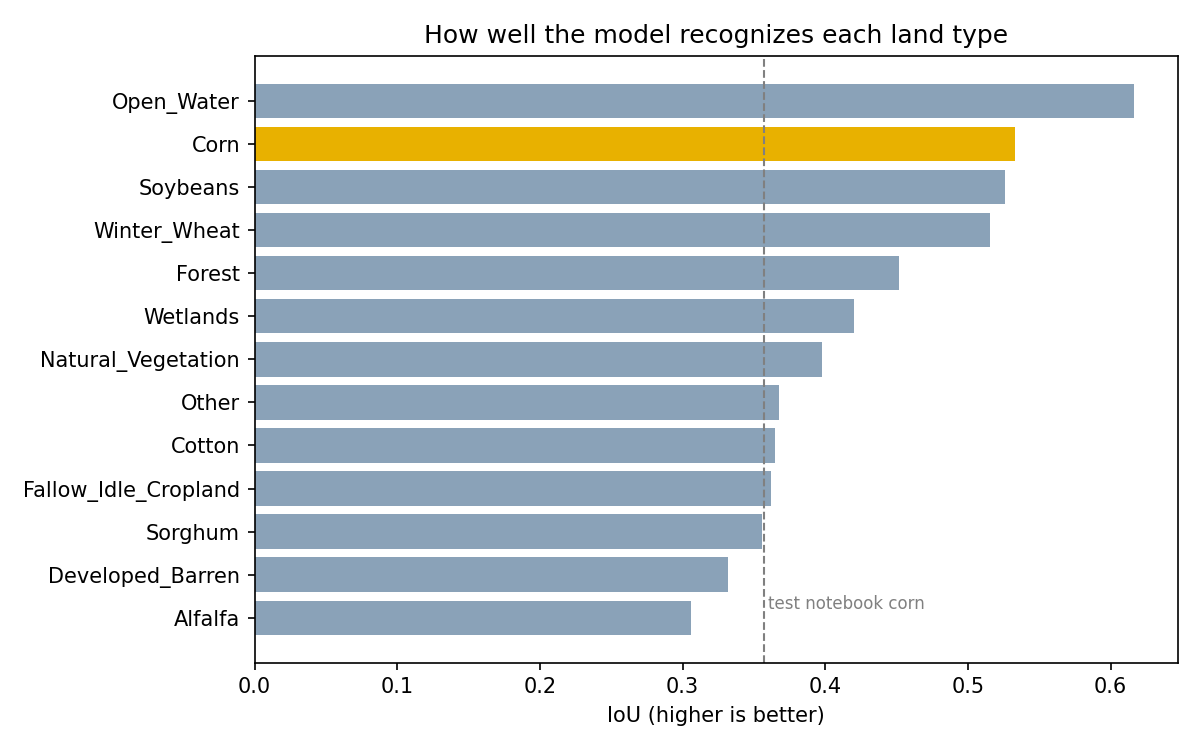 How well the model recognizes each land type
Open_Water
Corn
Soybeans
Winter_Wheat
Forest
Wetlands
Natural_Vegetation
Other
Cotton
Fallow_Idle_Cropland
Sorghum
Developed_Barren
test notebook corn
Alfalfa
0.0 0.1 0.2 0.3 0.4 0.5 0.6
IoU (higher is better)